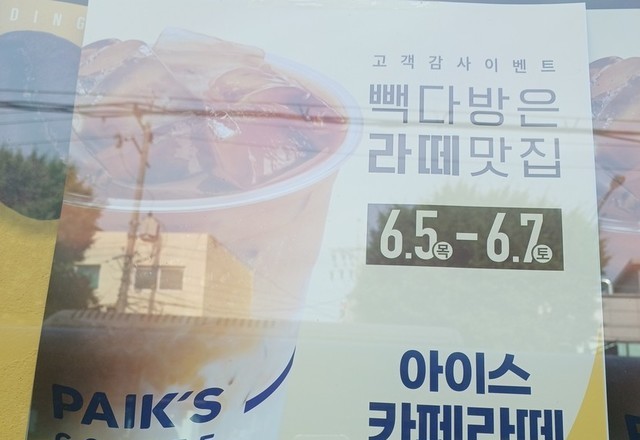 DING
고객감사이벤트
빽다방은
라떼맛집
6.5목-6.7토
아이스
카페라떼
PAIK'S